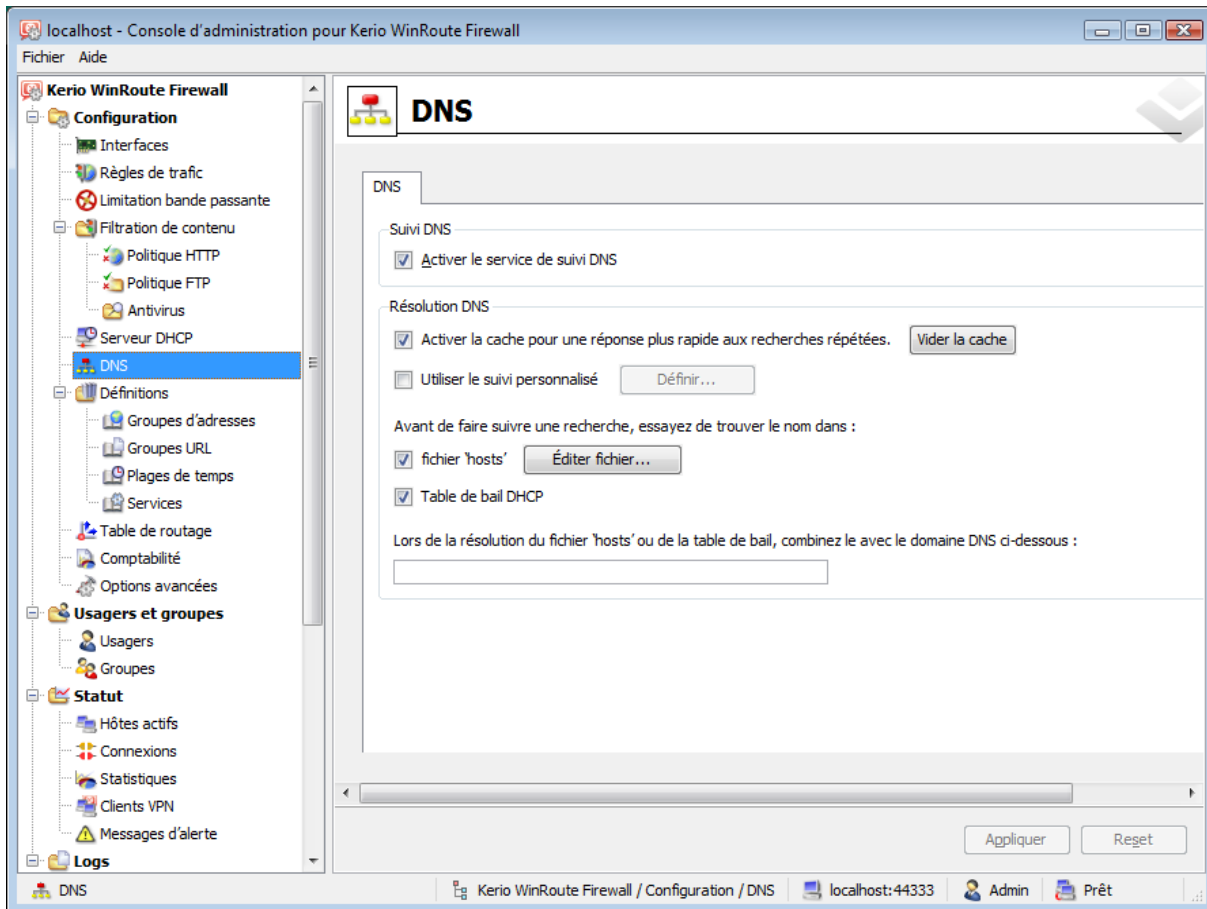 localhost - Console d'administration pour Kerio WinRoute Firewall
Fichier Aide
Kerio WinRoute Firewall
Configuration
Interfaces
Règles de trafic
Limitation bande passante
Filtration de contenu
Politique HTTP
Politique FTP
Antivirus
Serveur DHCP
DNS
Définitions
Groupes d'adresses
Groupes URL
Plages de temps
Services
Table de routage
Comptabilité
Options avancées
Usagers et groupes
Usagers
Groupes
Statut
Hôtes actifs
Connexions
Statistiques
Clients VPN
Messages d'alerte
Logs
DNS
DNS
Suivi DNS
Activer le service de suivi DNS
Résolution DNS
Activer la cache pour une réponse plus rapide aux recherches répétées. Vider la cache
Utiliser le suivi personnalisé Définir...
Avant de faire suivre une recherche, essayez de trouver le nom dans :
fichier 'hosts' Éditer fichier...
Table de bail DHCP
Lors de la résolution du fichier 'hosts' ou de la table de bail, combinez le avec le domaine DNS ci-dessous :
Appliquer Reset
DNS Kerio WinRoute Firewall / Configuration / DNS localhost:44333 Admin Prêt